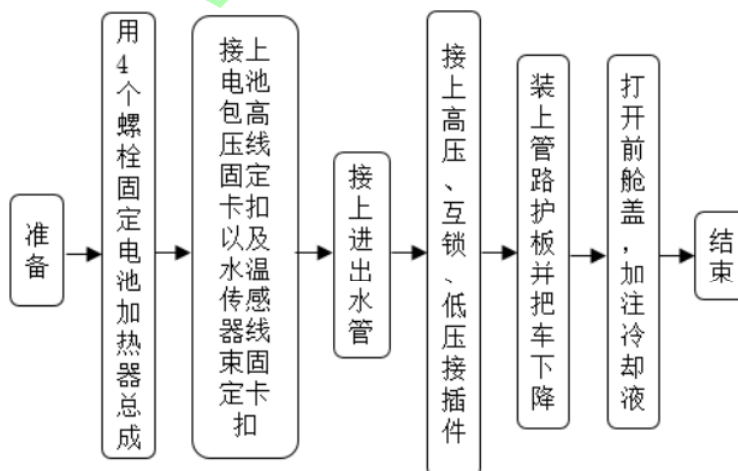 准备
用4个螺栓固定电池加热器总成
接上
电池
包高
压线
固定
卡扣
以及
水温
传感
器线
束固
定卡
扣
接上进出水管
接上高压、互锁、低压接插件
装上管路护板并把车下降
打开前舱盖，加注冷却液
结束